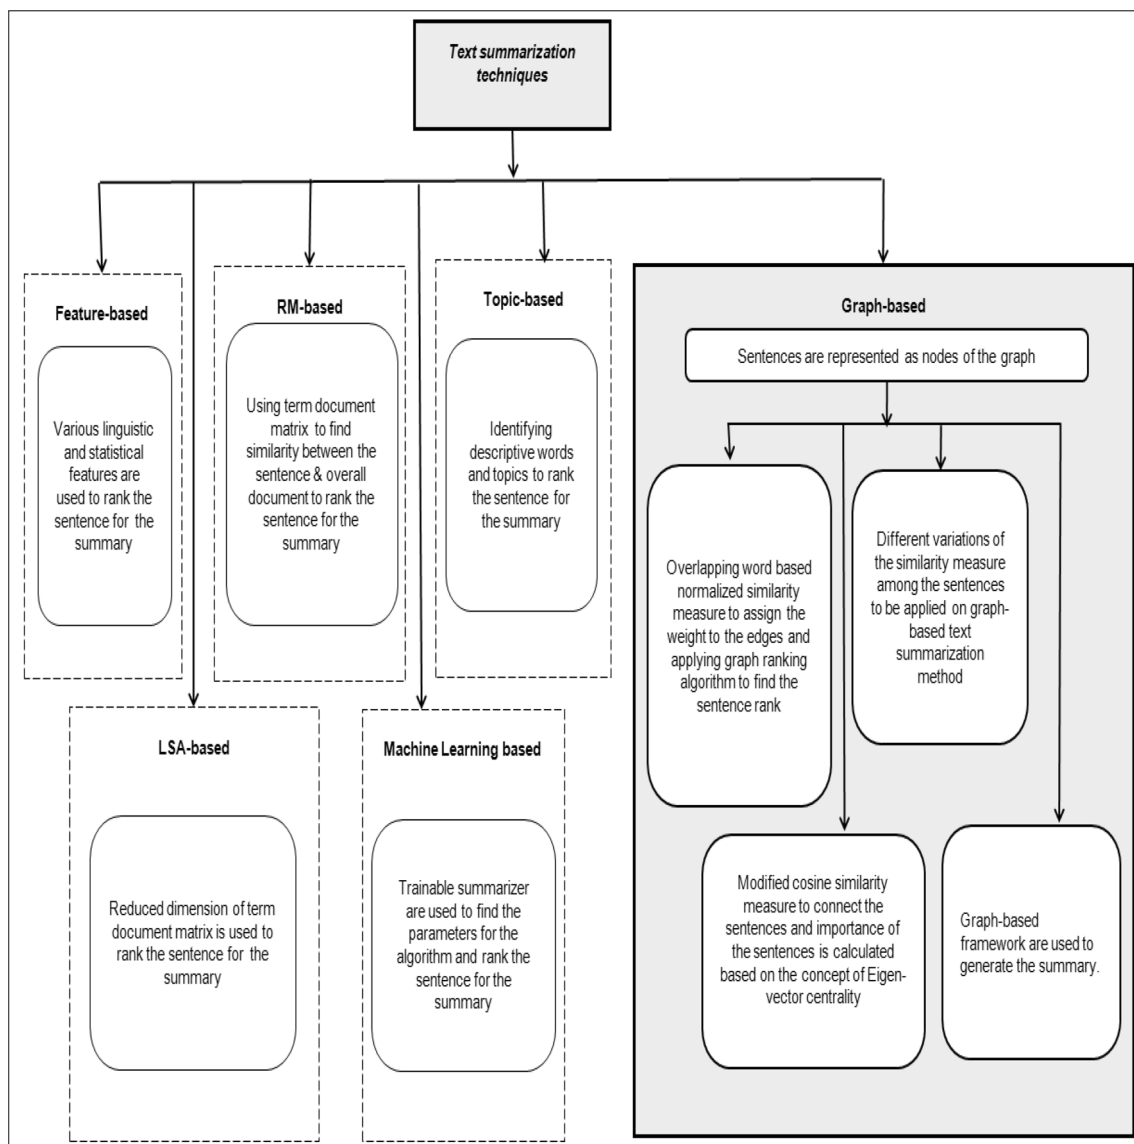 Text summarization
techniques
Feature-based
Various linguistic
and statistical
features are
used to rank the
sentence for the
summary
RM-based
Using term document
matrix to find
similarity between the
sentence & overall
document to rank the
sentence for the
summary
Topic-based
Identifying
descriptive words
and topics to rank
the sentence for
the summary
Graph-based
Sentences are represented as nodes of the graph
Overlapping word based
normalized similarity
measure to assign the
weight to the edges and
applying graph ranking
algorithm to find the
sentence rank
Different variations of
the similarity measure
among the sentences
to be applied on graph-
based text
summarization
method
LSA-based
Reduced dimension of term
document matrix is used to
rank the sentence for the
summary
Machine Learning based
Trainable summarizer
are used to find the
parameters for the
algorithm and rank the
sentence for the
summary
Modified cosine similarity
measure to connect the
sentences and importance of
the sentences is calculated
based on the concept of Eigen-
vector centrality
Graph-based
framework are used to
generate the summary.